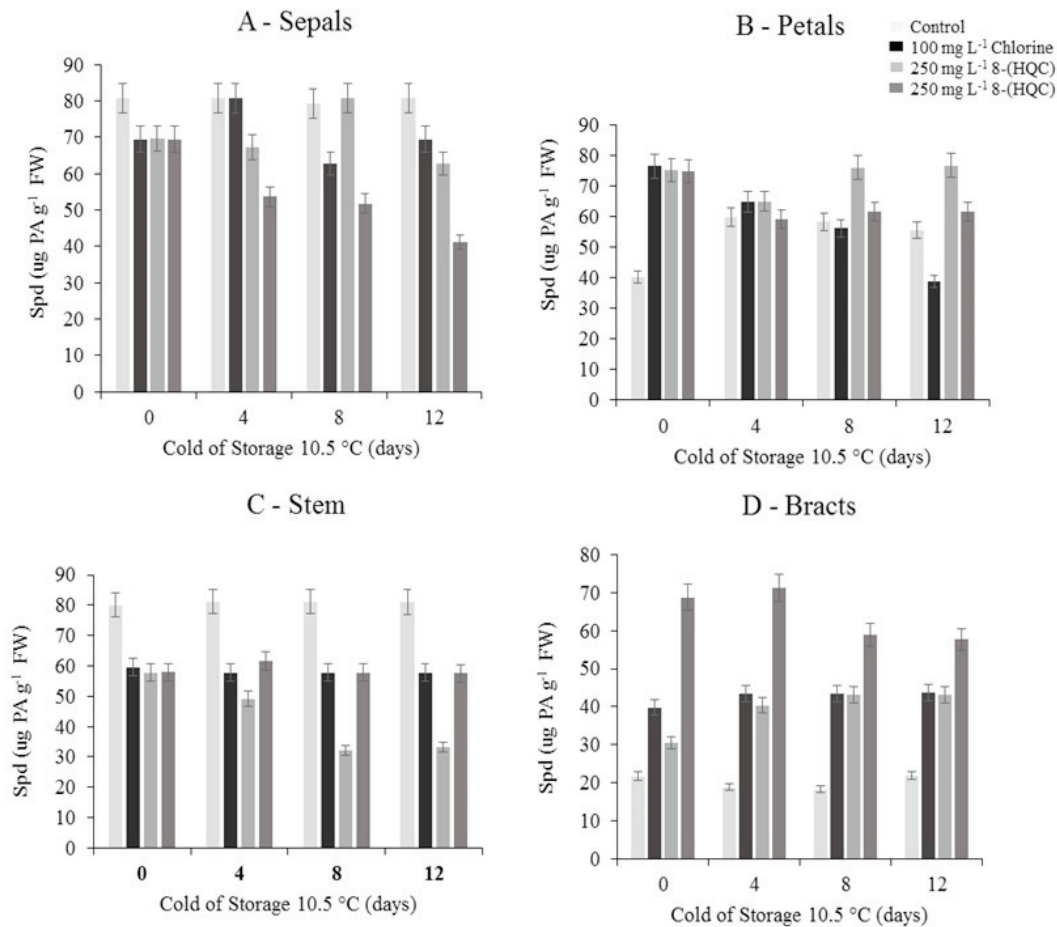 A - Sepals
Spd (ug PA g⁻¹ FW)
90
80
70
60
50
40
30
20
10
0
0 4 8 12
Cold of Storage 10.5 °C (days)
B - Petals
Control
100 mg L⁻¹ Chlorine
250 mg L⁻¹ 8-(HQC)
250 mg L⁻¹ 8-(HQC)
Spd (ug PA g⁻¹ FW)
90
80
70
60
50
40
30
20
10
0
0 4 8 12
Cold of Storage 10.5 °C (days)
C - Stem
Spd (ug PA g⁻¹ FW)
90
80
70
60
50
40
30
20
10
0
0 4 8 12
Cold of Storage 10.5 °C (days)
D - Bracts
Spd (ug PA g⁻¹ FW)
80
70
60
50
40
30
20
10
0
0 4 8 12
Cold of Storage 10.5 °C (days)